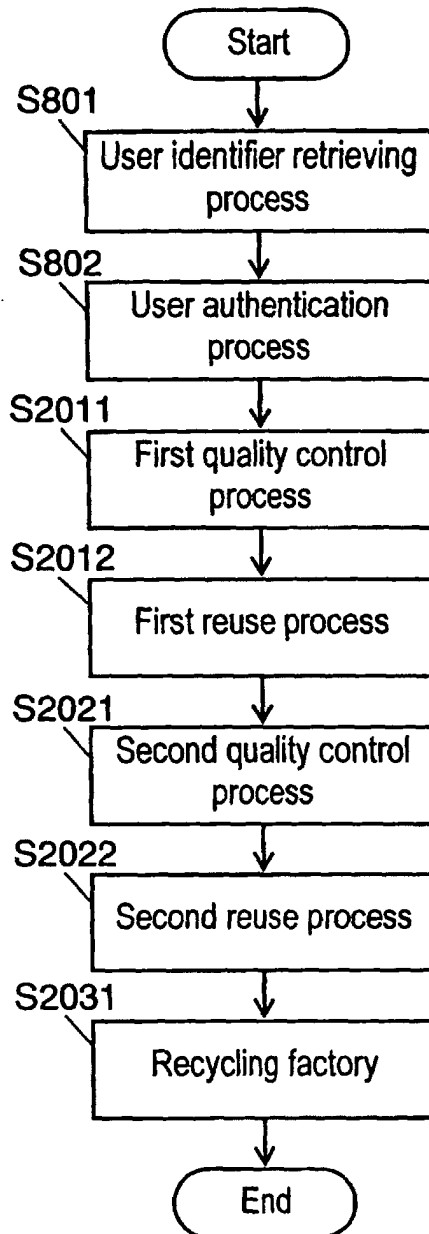 Start
S801
User identifier retrieving
process
S802
User authentication
process
S2011
First quality control
process
S2012
First reuse process
S2021
Second quality control
process
S2022
Second reuse process
S2031
Recycling factory
End